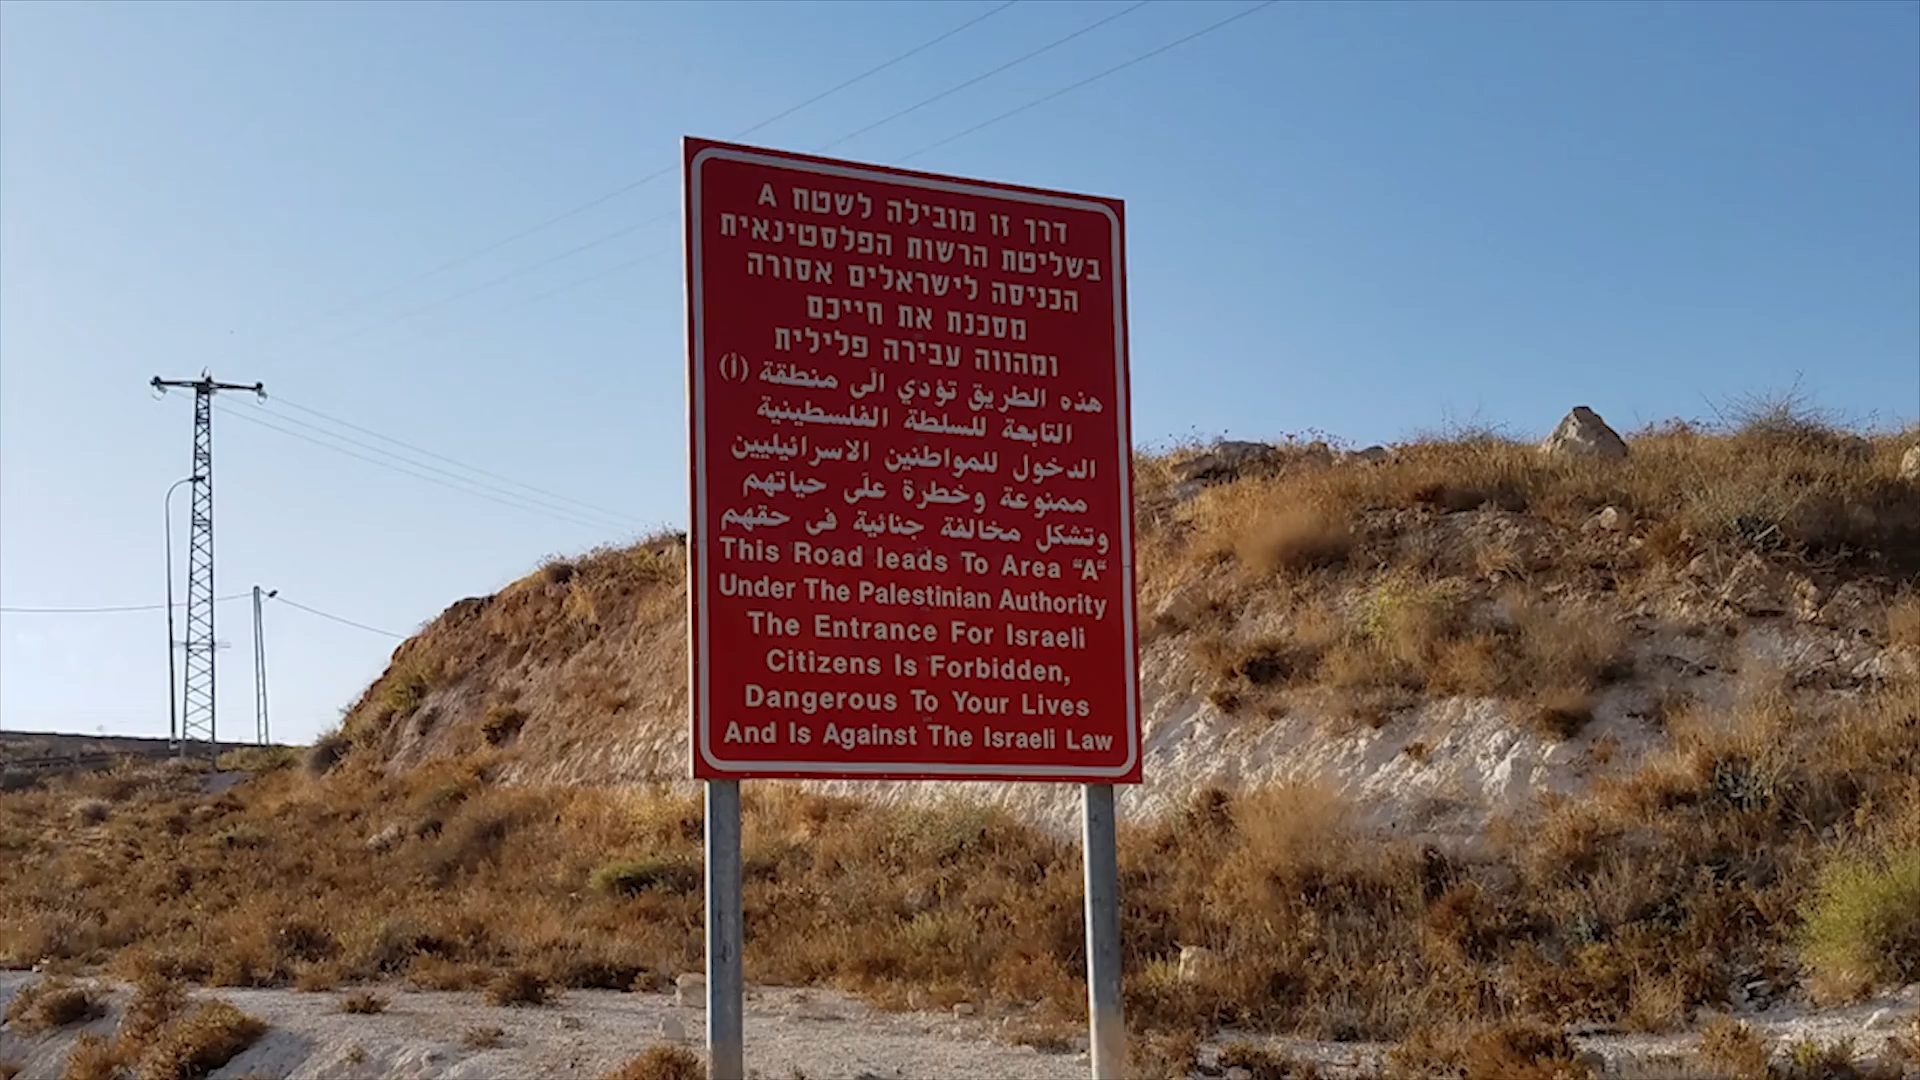 דרך זו מובילה לשטח A
בשליטת הרשות הפלסטינאית
הכניסה לישראלים אסורה
מסכנת את חייכם
ומהווה עבירה פלילית
هذه الطريق تؤدي الى منطقة (أ)
التابعة للسلطة الفلسطينية
الدخول للمواطنين الاسرائيليين
ممنوعة وخطرة على حياتهم
وتشكل مخالفة جنائية في حقهم
This Road leads To Area “A“
Under The Palestinian Authority
The Entrance For Israeli
Citizens Is Forbidden,
Dangerous To Your Lives
And Is Against The Israeli Law